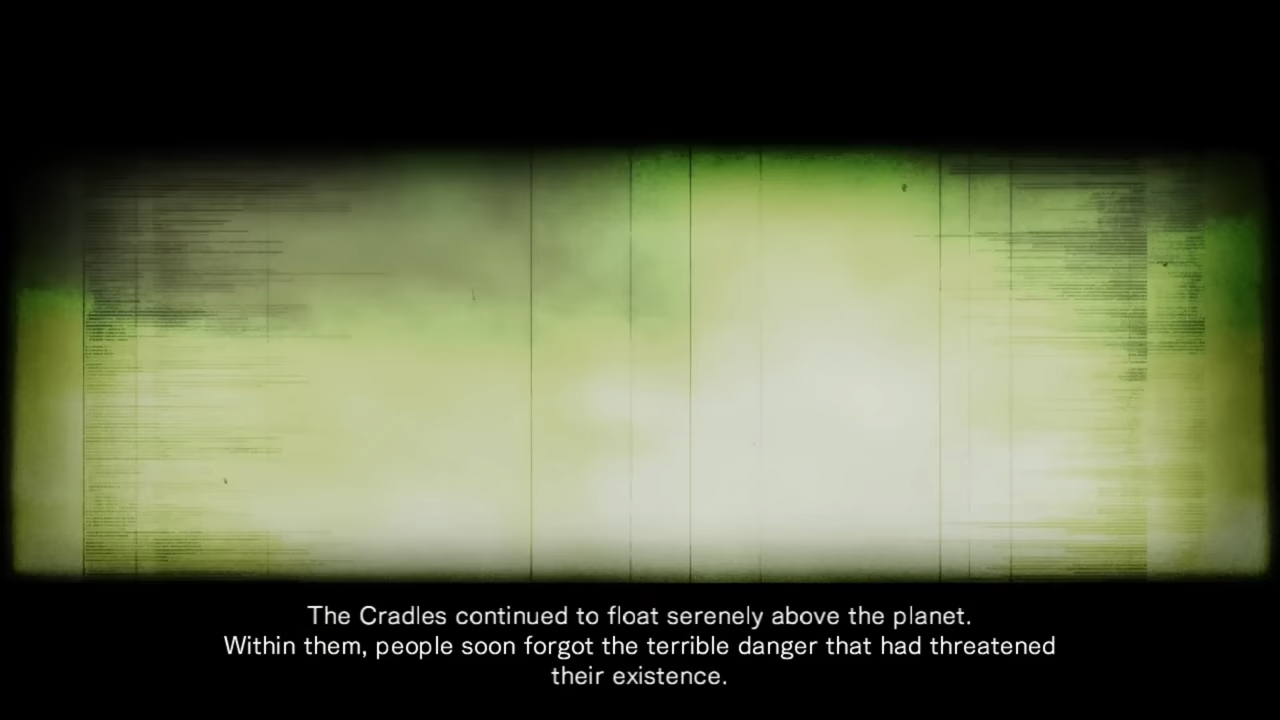 The Cradles continued to float serenely above the planet.
Within them, people soon forgot the terrible danger that had threatened
their existence.